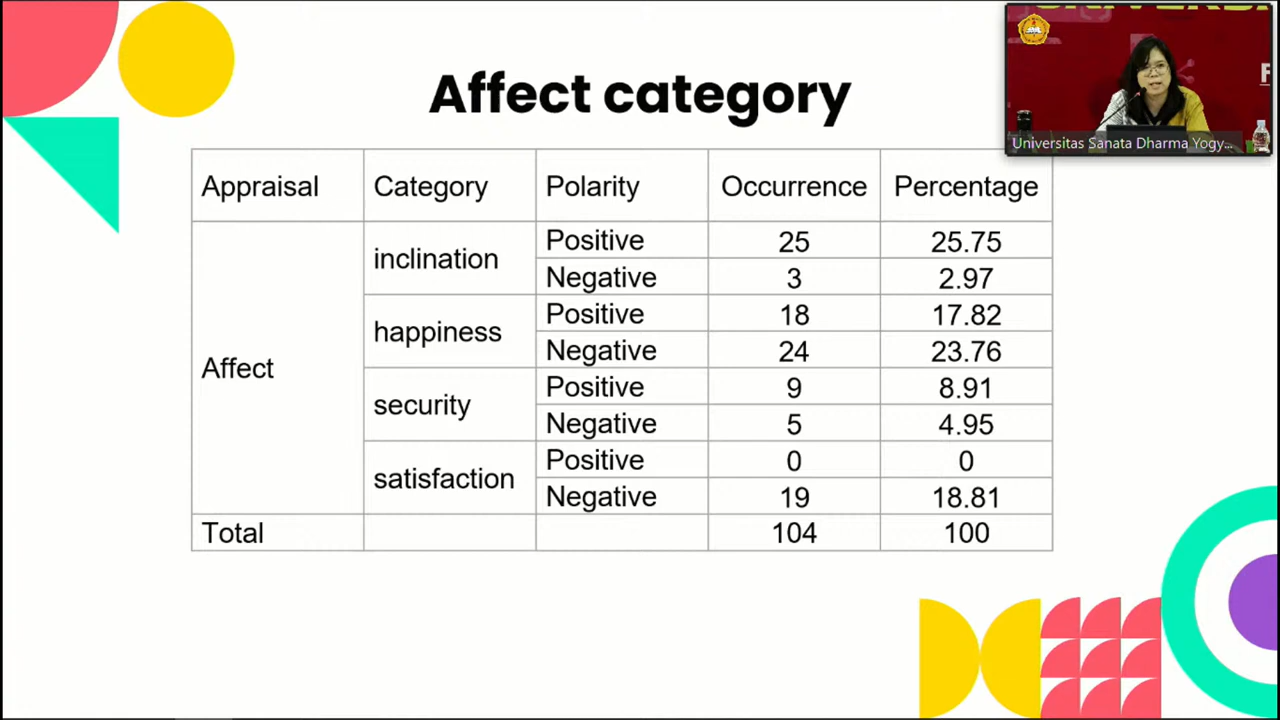 UNIVERSI
Affect category
F
Universitas Sanata Dharma Yogy...
Appraisal Category Polarity Occurrence Percentage
Affect
inclination
Positive 25 25.75
Negative 3 2.97
happiness
Positive 18 17.82
Negative 24 23.76
security
Positive 9 8.91
Negative 5 4.95
satisfaction
Positive 0 0
Negative 19 18.81
Total 104 100